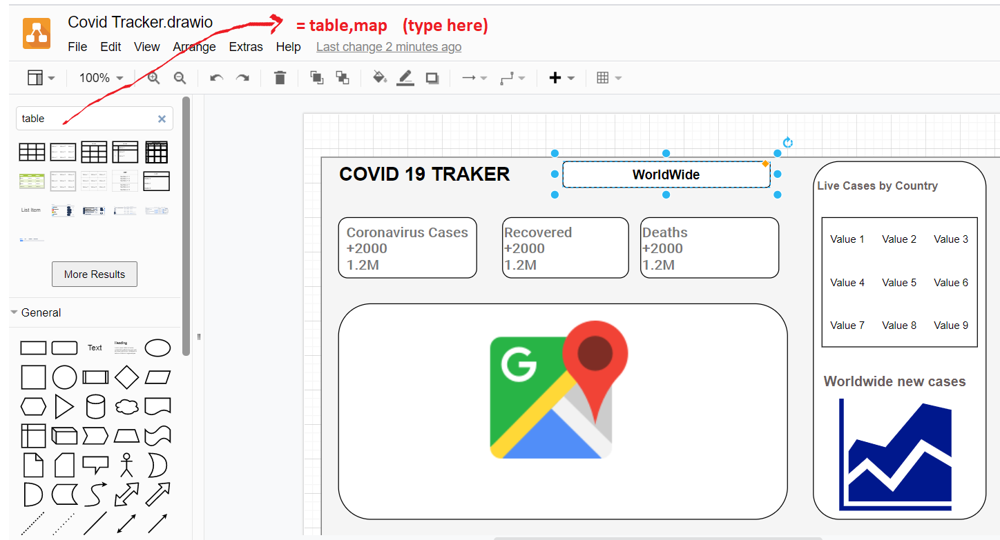 Covid Tracker.drawio
= table,map (type here)
File Edit View Arrange Extras Help Last change 2 minutes ago
100%
table
List Item
More Results
General
Text
Heading
COVID 19 TRAKER
WorldWide
Live Cases by Country
Coronavirus Cases
+2000
1.2M
Recovered
+2000
1.2M
Deaths
+2000
1.2M
Value 1 Value 2 Value 3
Value 4 Value 5 Value 6
Value 7 Value 8 Value 9
G
Worldwide new cases